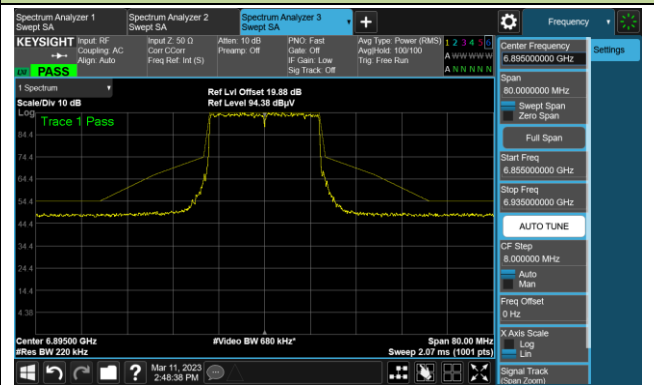 Spectrum Analyzer 1
Swept SA
Spectrum Analyzer 2
Swept SA
Spectrum Analyzer 3
Swept SA
Frequency
KEYSIGHT
Input: RF
Coupling: AC
Align: Auto
Input Z: 50 Ω
Corr CCorr
Freq Ref: Int (S)
Atten: 10 dB
Preamp: Off
PNO: Fast
Gate: Off
IF Gain: Low
Sig Track: Off
Avg Type: Power (RMS)
Avg|Hold: 100/100
Trig: Free Run
1 2 3 4 5 6
A W W W W W
A N N N N N
PASS
1 Spectrum
Scale/Div 10 dB
Log
Ref Lvl Offset 19.88 dB
Ref Level 94.38 dBμV
Trace 1 Pass
84.4
74.4
64.4
54.4
44.4
34.4
24.4
14.4
4.38
Center 6.89500 GHz
#Res BW 220 kHz
#Video BW 680 kHz*
Span 80.00 MHz
Sweep 2.07 ms (1001 pts)
Mar 11, 2023
2:48:38 PM
Center Frequency
6.895000000 GHz
Settings
Span
80.0000000 MHz
Swept Span
Zero Span
Full Span
Start Freq
6.855000000 GHz
Stop Freq
6.935000000 GHz
AUTO TUNE
CF Step
8.000000 MHz
Auto
Man
Freq Offset
0 Hz
X Axis Scale
Log
Lin
Signal Track
(Span Zoom)